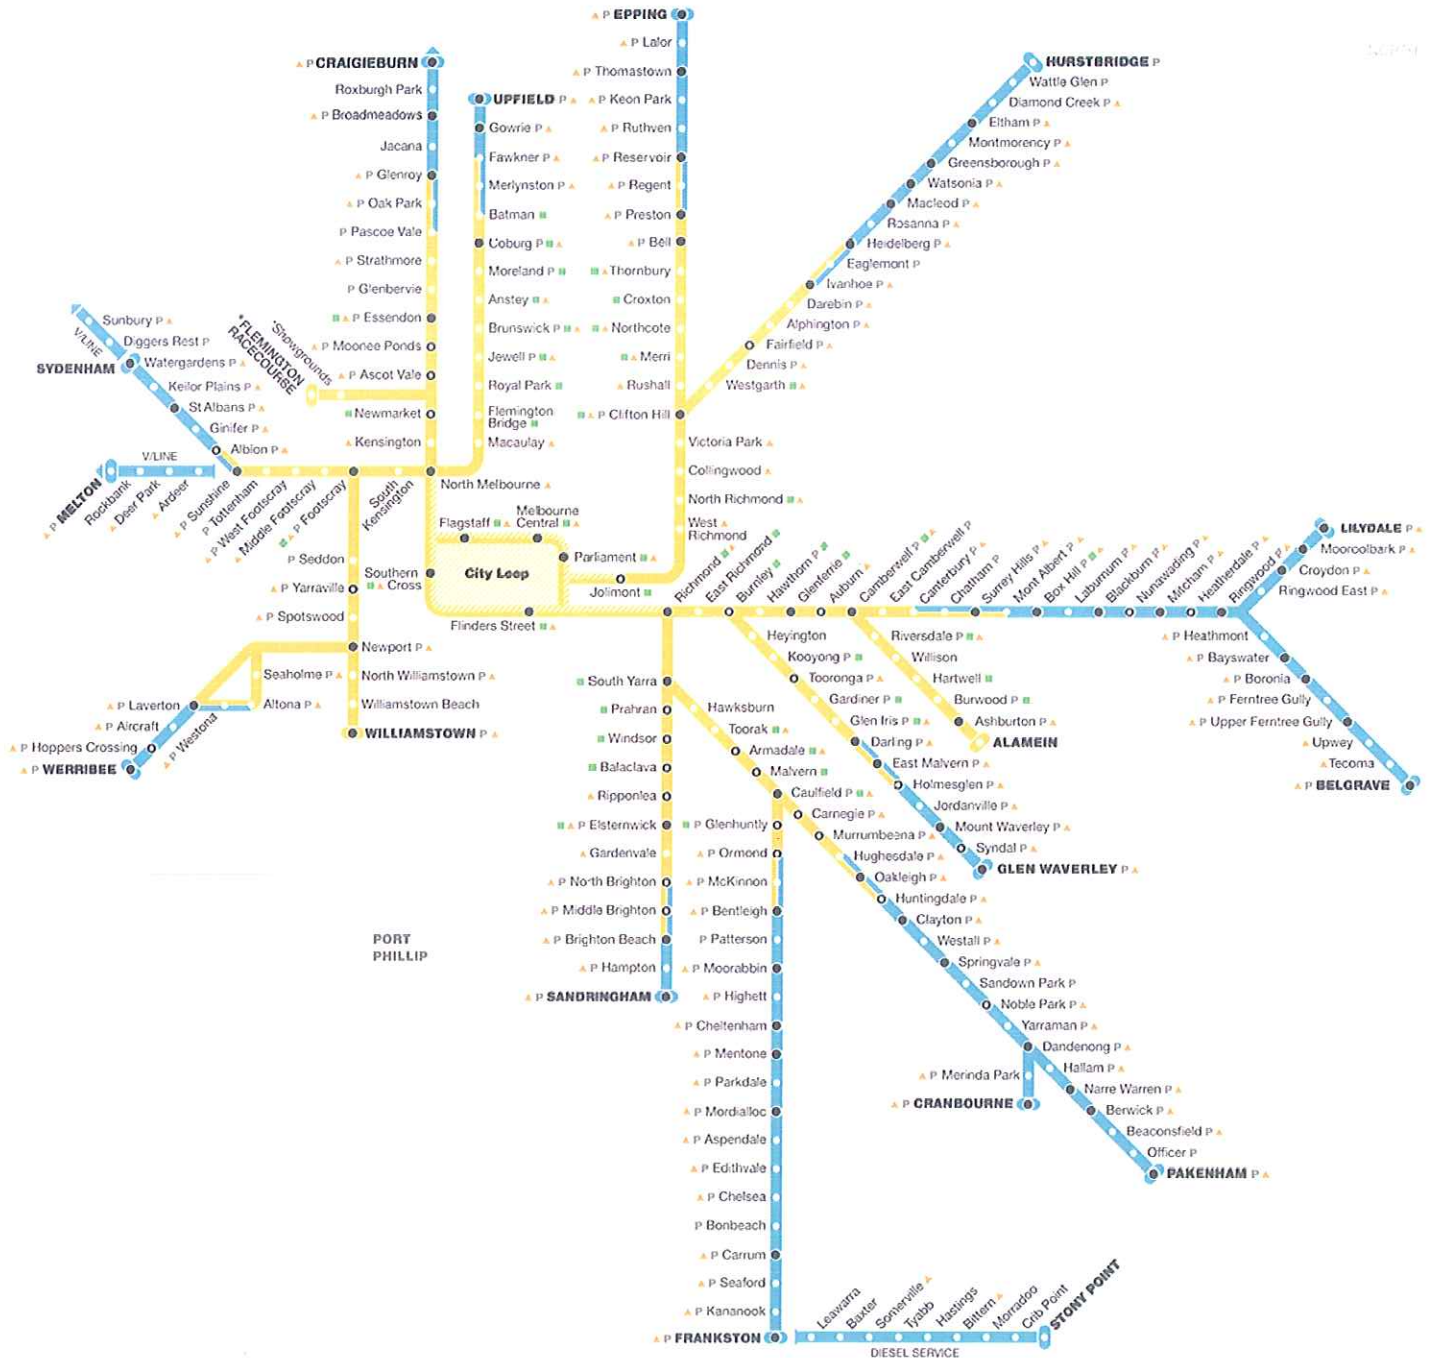 EPPING
P Lalor
P Thomastown
P Keon Park
P Ruthven
P Reservoir
P Regent
P Preston
P Bell
Thornbury
Croxton
Northcote
Merri
Rushall
P Clifton Hill
Victoria Park
Collingwood
North Richmond
West
Richmond
P CRAIGIEBURN
Roxburgh Park
P Broadmeadows
Jacana
P Glenroy
P Oak Park
P Pascoe Vale
P Strathmore
P Glenbervie
P Essendon
P Moonee Ponds
P Ascot Vale
Newmarket
Kensington
UPFIELD P
Gowrie P
Fawkner P
Merlynston P
Batman
Coburg P
Moreland P
Anstey
Brunswick P
Jewell P
Royal Park
Flemington
Bridge
Macaulay
North Melbourne
HURSTBRIDGE P
Wattle Glen P
Diamond Creek P
Eltham P
Montmorency P
Greensborough P
Watsonia P
Macleod P
Rosanna P
Heidelberg P
Eaglemont P
Ivanhoe P
Darebin P
Alphington P
Fairfield P
Dennis P
Westgarth
*Showgrounds
*FLEMINGTON
RACECOURSE
Sunbury P
V/LINE
Diggers Rest P
SYDENHAM
Watergardens P
Keilor Plains P
St Albans P
Ginifer P
Albion P
V/LINE
P MELTON
Rockbank
Deer Park
Ardeer
P Sunshine
P Tottenham
P West Footscray
Middle Footscray
P Footscray
South
Kensington
Flagstaff
Melbourne
Central
Parliament
Jolimont
City Loop
Southern
Cross
Flinders Street
P Seddon
P Yarraville
P Spotswood
Newport P
North Williamstown P
Williamstown Beach
WILLIAMSTOWN P
Seaholme P
Altona P
P Westona
P Laverton
P Aircraft
P Hoppers Crossing
P WERRIBEE
Richmond
East Richmond
Burnley
Hawthorn P
Glenferrie
Auburn
Camberwell P
East Camberwell P
Canterbury P
Chatham P
Surrey Hills P
Mont Albert P
Box Hill P
Laburnum P
Blackburn P
Nunawading P
Mitcham P
Heatherdale P
Ringwood P
LILYDALE P
Mooroolbark P
Croydon P
Ringwood East P
P Heathmont
P Bayswater
P Boronia
P Ferntree Gully
P Upper Ferntree Gully
Upwey
Tecoma
P BELGRAVE
Riversdale P
Willison
Hartwell
Burwood P
Ashburton P
ALAMEIN
Heyington
Kooyong P
Tooronga P
Gardiner P
Glen Iris P
Darling P
East Malvern P
Holmesglen P
Jordanville P
Mount Waverley P
Syndal P
GLEN WAVERLEY P
South Yarra
Prahran
Windsor
Balaclava
Ripponlea
P Elsternwick
Gardenvale
P North Brighton
P Middle Brighton
P Brighton Beach
P Hampton
P SANDRINGHAM
Hawksburn
Toorak
Armadale
Malvern
Caulfield P
Carnegie P
Murrumbeena P
Hughesdale P
Oakleigh P
Huntingdale P
Clayton P
Westall P
Springvale P
Sandown Park P
Noble Park P
Yarraman P
Dandenong P
Hallam P
Narre Warren P
Berwick P
Beaconsfield P
Officer P
PAKENHAM P
P Merinda Park
P CRANBOURNE
P Glenhuntly
P Ormond
P McKinnon
P Bentleigh
P Patterson
P Moorabbin
P Highett
P Cheltenham
P Mentone
P Parkdale
P Mordialloc
P Aspendale
P Edithvale
P Chelsea
P Bonbeach
P Carrum
P Seaford
P Kananook
P FRANKSTON
Leawarra
Baxter
Somerville
Tyabb
Hastings
Bittern
Morradoo
Crib Point
STONY POINT
DIESEL SERVICE
PORT
PHILLIP